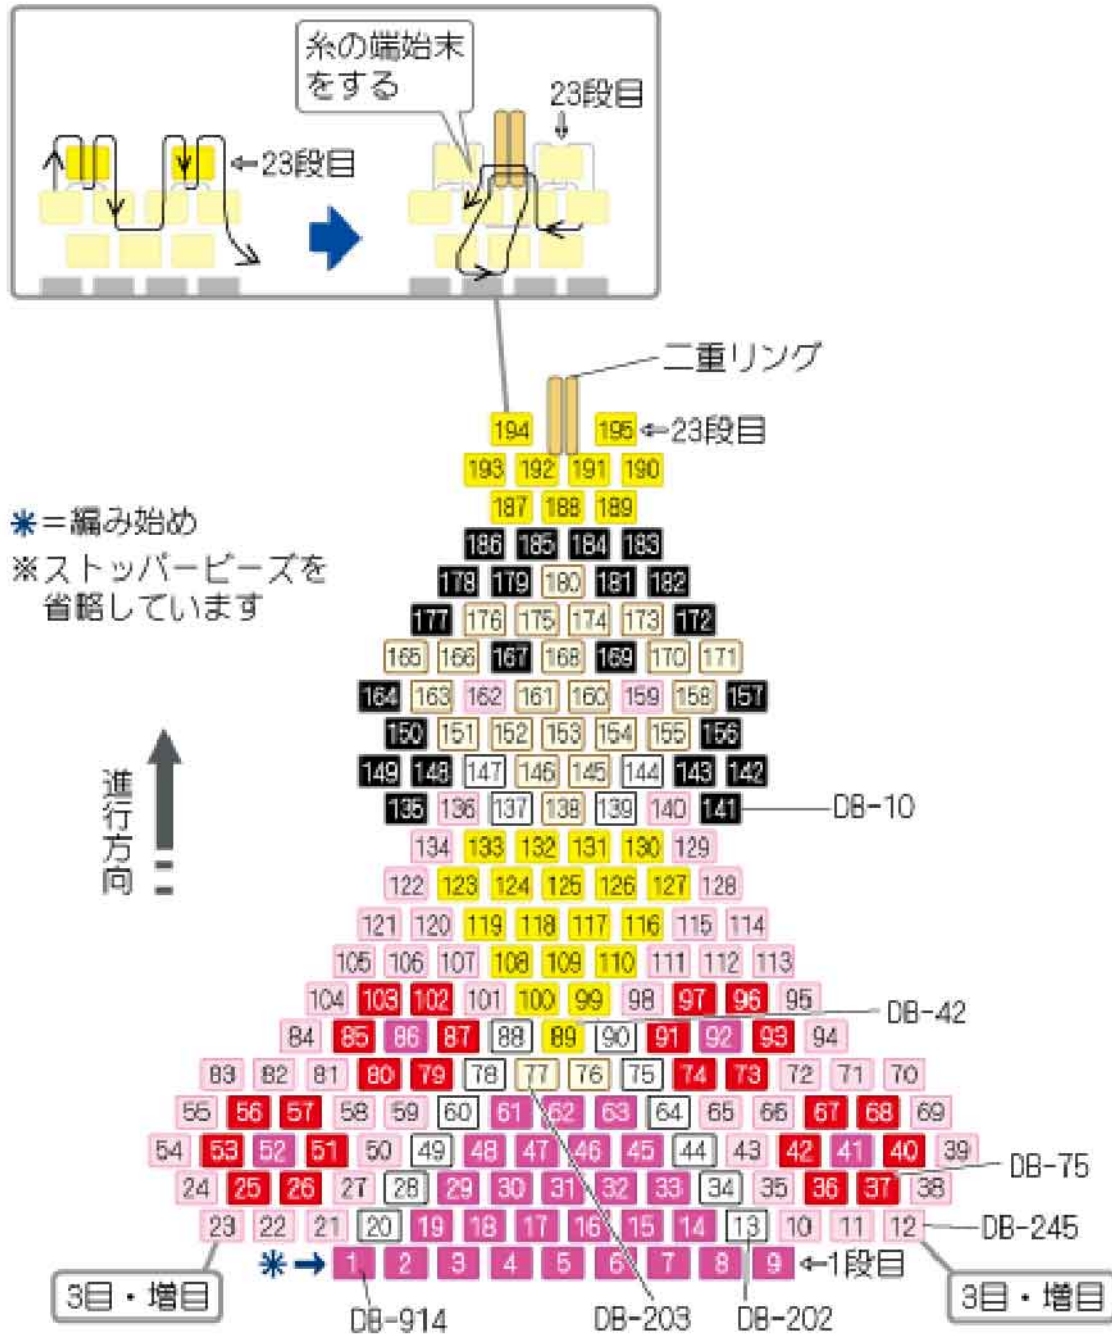 糸の端始末
をする
23段目
⇐23段目
二重リング
194 195 ⇐23段目
193 192 191 190
187 188 189
＊＝編み始め
※ストッパービーズを
省略しています
186 185 184 183
178 179 180 181 182
177 176 175 174 173 172
165 166 167 168 169 170 171
164 163 162 161 160 159 158 157
150 151 152 153 154 155 156
149 148 147 146 145 144 143 142
135 136 137 138 139 140 141 DB-10
進行方向
134 133 132 131 130 129
122 123 124 125 126 127 128
121 120 119 118 117 116 115 114
105 106 107 108 109 110 111 112 113
104 103 102 101 100 99 98 97 96 95
DB-42
84 85 86 87 88 89 90 91 92 93 94
83 82 81 80 79 78 77 76 75 74 73 72 71 70
55 56 57 58 59 60 61 62 63 64 65 66 67 68 69
54 53 52 51 50 49 48 47 46 45 44 43 42 41 40 39
DB-75
24 25 26 27 28 29 30 31 32 33 34 35 36 37 38
23 22 21 20 19 18 17 16 15 14 13 10 11 12 DB-245
＊→ 1 2 3 4 5 6 7 8 9 ⇐1段目
3目・増目
3目・増目
DB-914
DB-203
DB-202